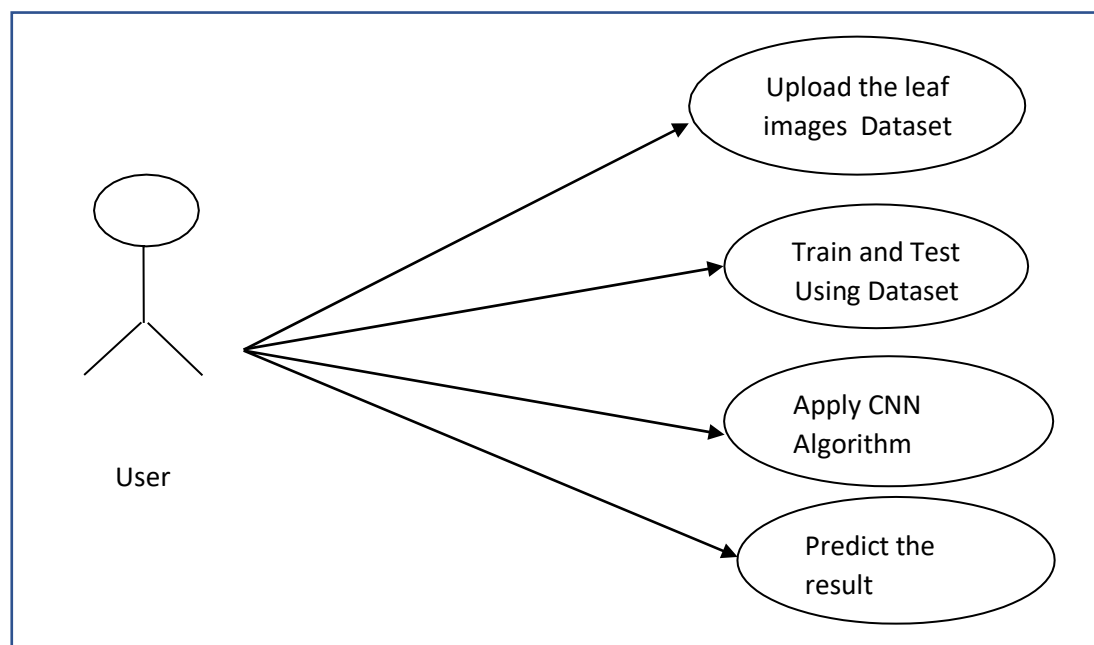 Upload the leaf
images  Dataset
Train and Test
Using Dataset
Apply CNN
Algorithm
User
Predict the
result